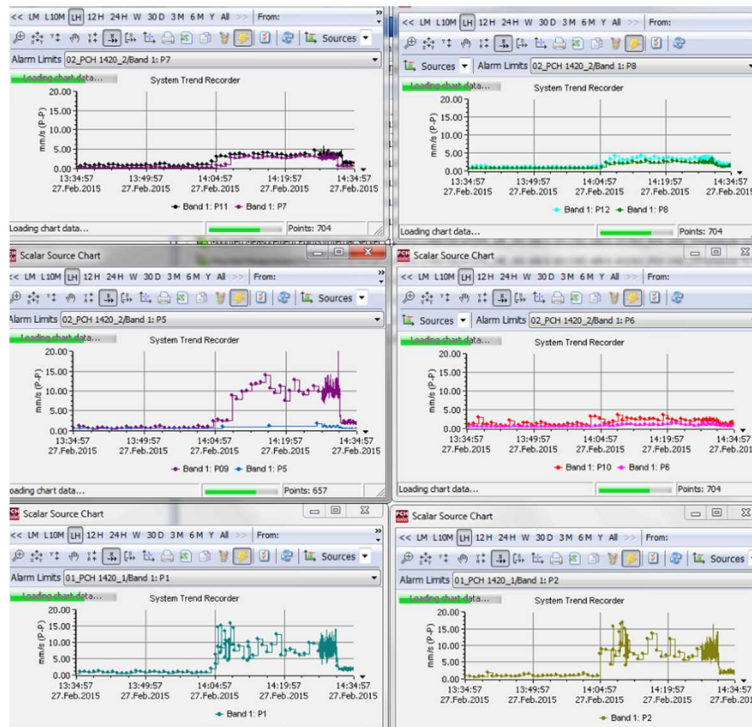 << LM L10M LH 12H 24H W 30D 3M 6M Y All >> From:
Sources
Alarm Limits 02_PCH 1420_2/Band 1: P7
Loading chart data...
System Trend Recorder
20.00
15.00
10.00
5.00
0.00
mm/s (P-P)
13:34:57 13:49:57 14:04:57 14:19:57 14:34:57
27.Feb.2015 27.Feb.2015 27.Feb.2015 27.Feb.2015 27.Feb.2015
Band 1: P11 Band 1: P7
Loading chart data... Points: 704
<< LM L10M LH 12H 24H W 30D 3M 6M Y All >> From:
Sources Alarm Limits 02_PCH 1420_2/Band 1: P8
Loading chart data...
System Trend Recorder
20.00
15.00
10.00
5.00
0.00
mm/s (P-P)
13:34:57 13:49:57 14:04:57 14:19:57 14:34:57
27.Feb.2015 27.Feb.2015 27.Feb.2015 27.Feb.2015 27.Feb.2015
Band 1: P12 Band 1: P8
Loading chart data... Points: 704
PCH Scalar Source Chart
<< LM L10M LH 12H 24H W 30D 3M 6M Y All >> From:
Sources
Alarm Limits 02_PCH 1420_2/Band 1: P5
Loading chart data...
System Trend Recorder
20.00
15.00
10.00
5.00
0.00
mm/s (P-P)
13:34:57 13:49:57 14:04:57 14:19:57 14:34:57
27.Feb.2015 27.Feb.2015 27.Feb.2015 27.Feb.2015 27.Feb.2015
Band 1: P09 Band 1: P5
oading chart data... Points: 657
PCH Scalar Source Chart
<< LM L10M LH 12H 24H W 30D 3M 6M Y All >> From:
Sources Alarm Limits 02_PCH 1420_2/Band 1: P6
Loading chart data...
System Trend Recorder
20.00
15.00
10.00
5.00
0.00
mm/s (P-P)
13:34:57 13:49:57 14:04:57 14:19:57 14:34:57
27.Feb.2015 27.Feb.2015 27.Feb.2015 27.Feb.2015 27.Feb.2015
Band 1: P10 Band 1: P6
Loading chart data... Points: 704
PCH Scalar Source Chart
<< LM L10M LH 12H 24H W 30D 3M 6M Y All >> From:
Sources
Alarm Limits 01_PCH 1420_1/Band 1: P1
Loading chart data...
System Trend Recorder
20.00
15.00
10.00
5.00
0.00
mm/s (P-P)
13:34:57 13:49:57 14:04:57 14:19:57 14:34:57
27.Feb.2015 27.Feb.2015 27.Feb.2015 27.Feb.2015 27.Feb.2015
Band 1: P1
PCH Scalar Source Chart
<< LM L10M LH 12H 24H W 30D 3M 6M Y All >> From:
Sources
Alarm Limits 01_PCH 1420_1/Band 1: P2
Loading chart data...
System Trend Recorder
20.00
15.00
10.00
5.00
0.00
mm/s (P-P)
13:34:57 13:49:57 14:04:57 14:19:57 14:34:57
27.Feb.2015 27.Feb.2015 27.Feb.2015 27.Feb.2015 27.Feb.2015
Band 1: P2